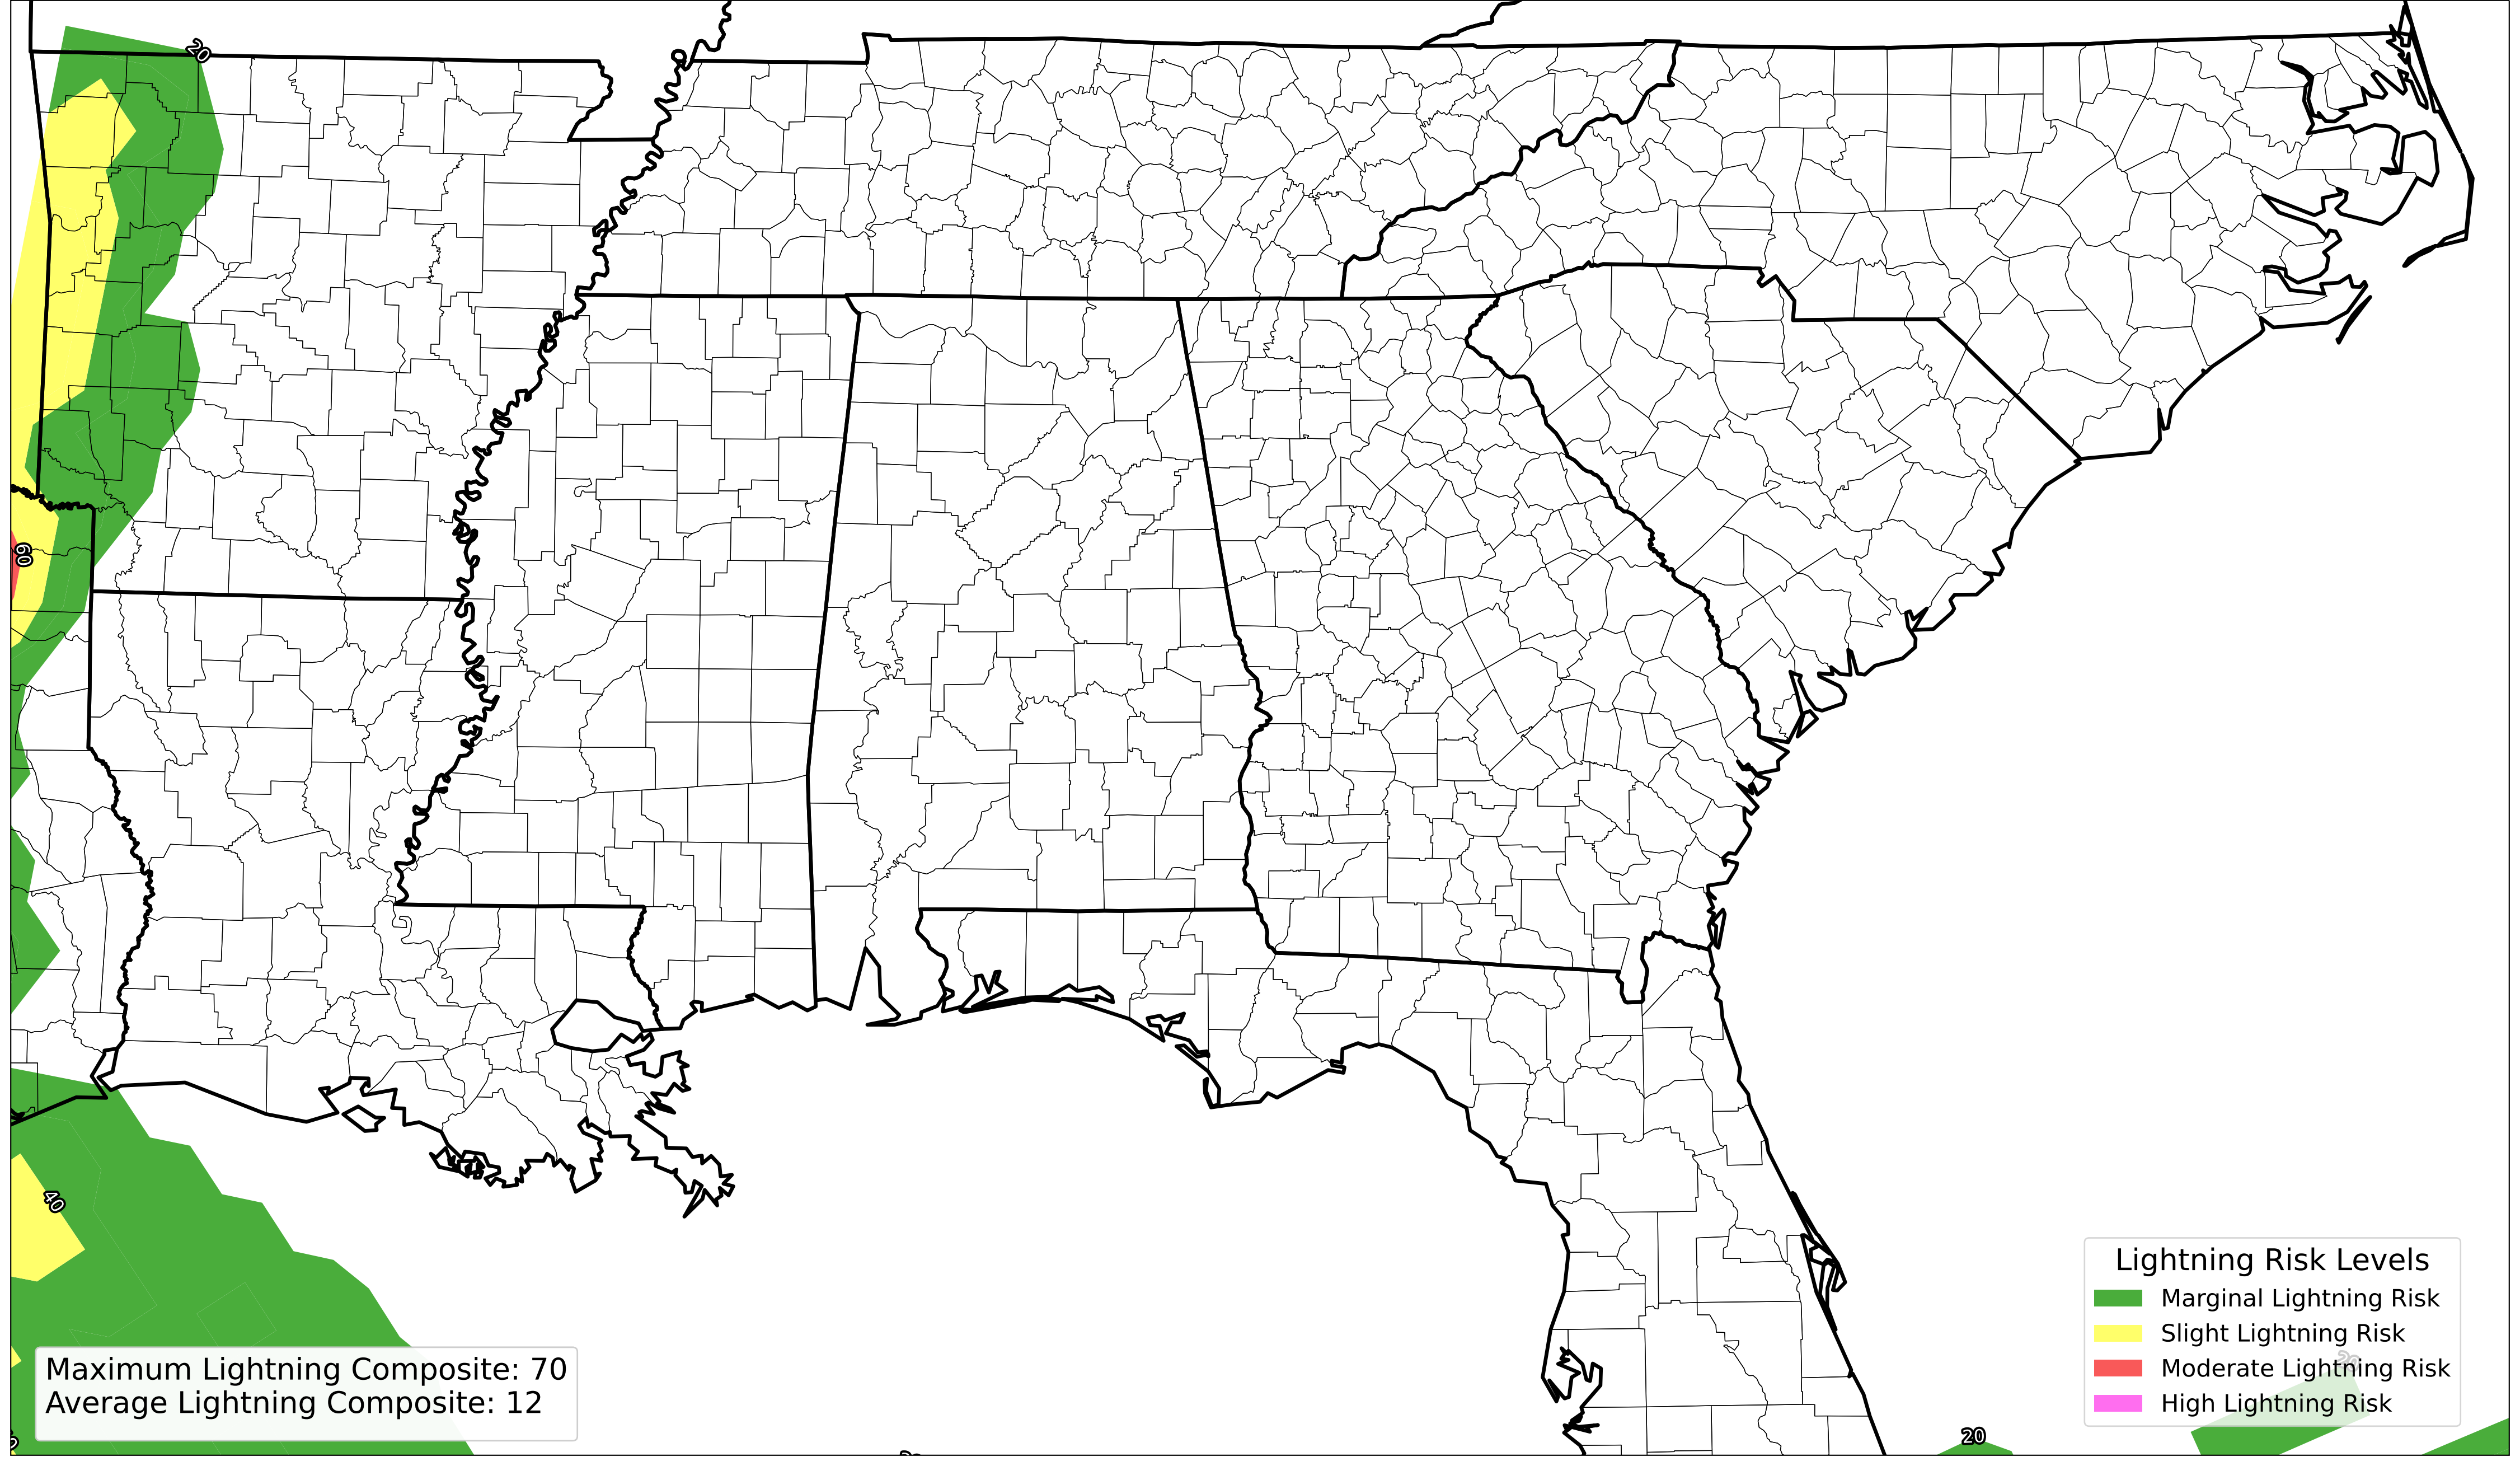 20
60
40
Lightning Risk Levels
Marginal Lightning Risk
Slight Lightning Risk
Moderate Lightning Risk
High Lightning Risk
20
Maximum Lightning Composite: 70
Average Lightning Composite: 12
20